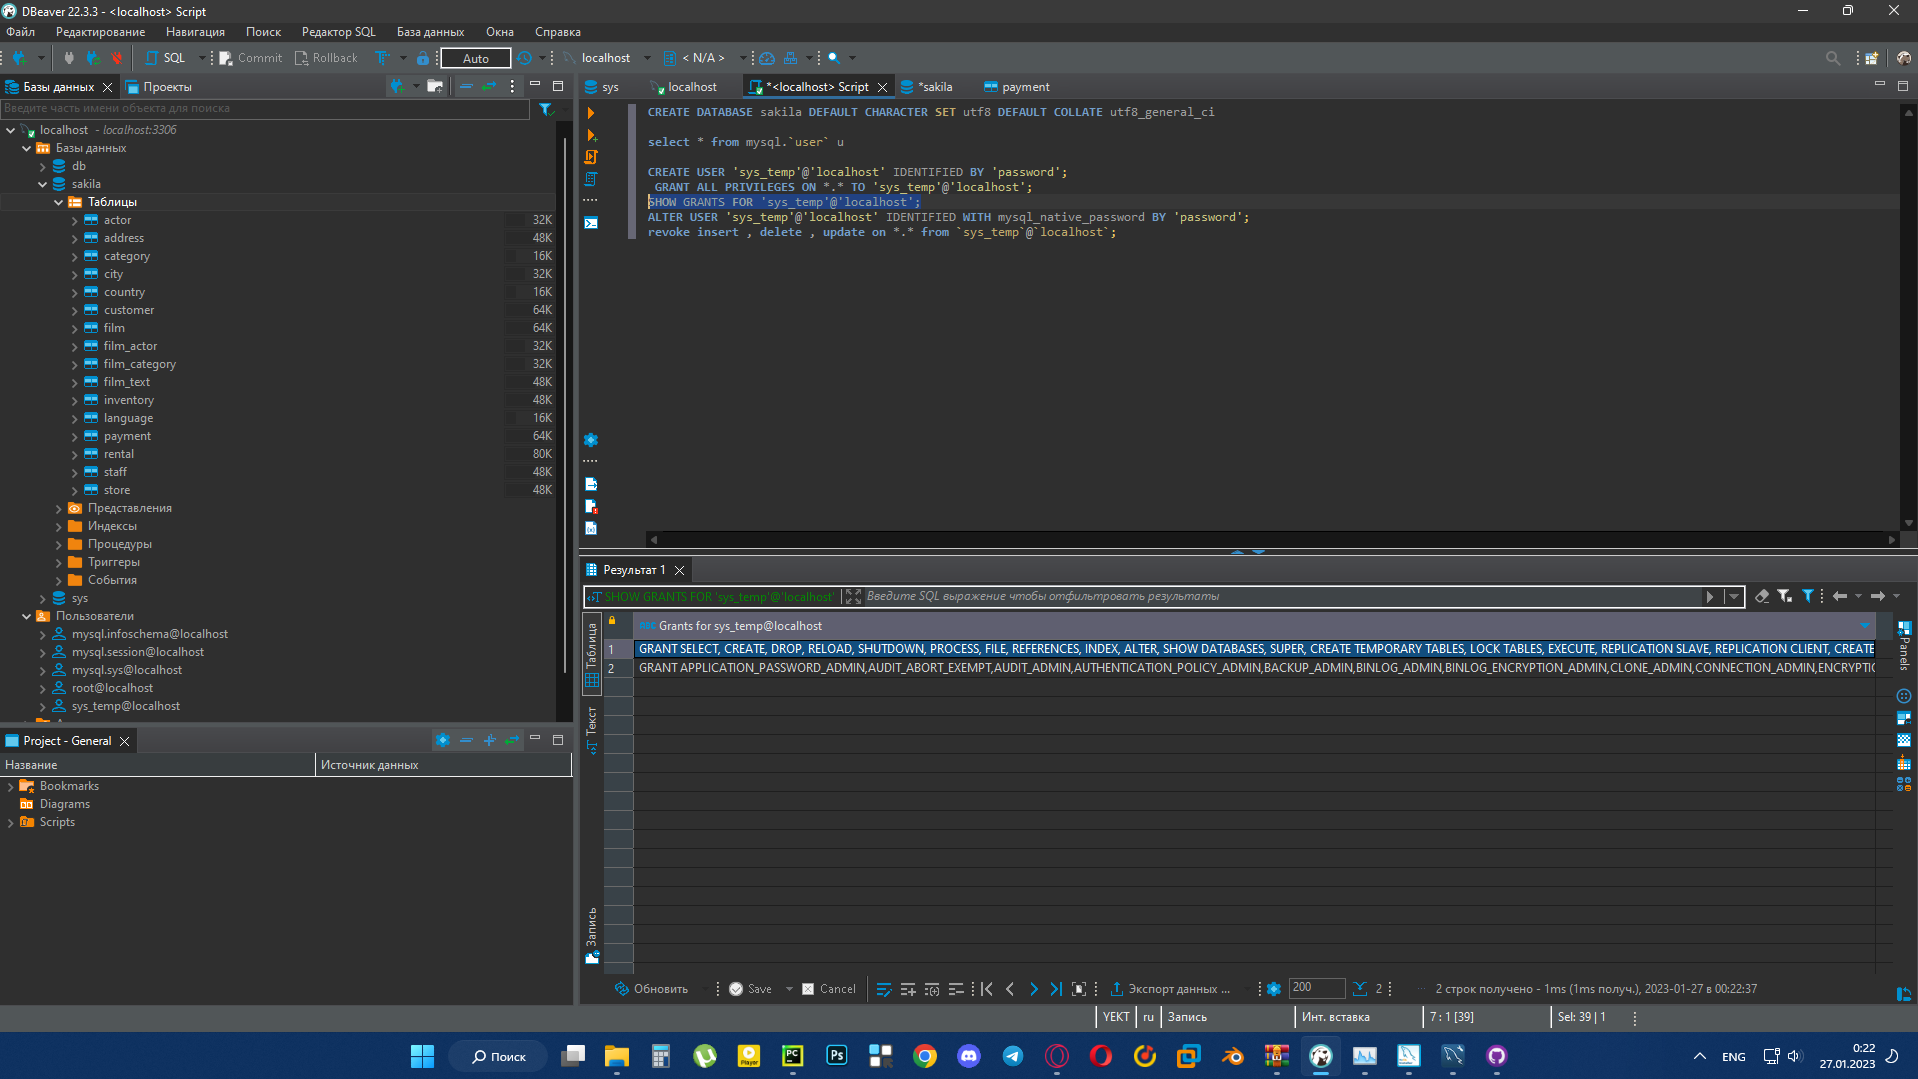 DBeaver 22.3.3 - <localhost> Script
Файл Редактирование Навигация Поиск Редактор SQL База данных Окна Справка
SQL Commit Rollback Auto localhost < N/A >
Базы данных Проекты
Введите часть имени объекта для поиска
localhost - localhost:3306
Базы данных
db
sakila
Таблицы
actor 32K
address 48K
category 16K
city 32K
country 16K
customer 64K
film 64K
film_actor 32K
film_category 32K
film_text 48K
inventory 48K
language 16K
payment 64K
rental 80K
staff 48K
store 48K
Представления
Индексы
Процедуры
Триггеры
События
sys
Пользователи
mysql.infoschema@localhost
mysql.session@localhost
mysql.sys@localhost
root@localhost
sys_temp@localhost
Project - General
Название Источник данных
Bookmarks
Diagrams
Scripts
sys localhost *<localhost> Script *sakila payment
CREATE DATABASE sakila DEFAULT CHARACTER SET utf8 DEFAULT COLLATE utf8_general_ci
select * from mysql.`user` u
CREATE USER 'sys_temp'@'localhost' IDENTIFIED BY 'password';
GRANT ALL PRIVILEGES ON *.* TO 'sys_temp'@'localhost';
SHOW GRANTS FOR 'sys_temp'@'localhost';
ALTER USER 'sys_temp'@'localhost' IDENTIFIED WITH mysql_native_password BY 'password';
revoke insert , delete , update on *.* from `sys_temp`@`localhost`;
Результат 1
SHOW GRANTS FOR 'sys_temp'@'localhost' Введите SQL выражение чтобы отфильтровать результаты
Таблица
Текст
Запись
Panels
Grants for sys_temp@localhost
1 GRANT SELECT, CREATE, DROP, RELOAD, SHUTDOWN, PROCESS, FILE, REFERENCES, INDEX, ALTER, SHOW DATABASES, SUPER, CREATE TEMPORARY TABLES, LOCK TABLES, EXECUTE, REPLICATION SLAVE, REPLICATION CLIENT, CREATE
2 GRANT APPLICATION_PASSWORD_ADMIN,AUDIT_ABORT_EXEMPT,AUDIT_ADMIN,AUTHENTICATION_POLICY_ADMIN,BACKUP_ADMIN,BINLOG_ADMIN,BINLOG_ENCRYPTION_ADMIN,CLONE_ADMIN,CONNECTION_ADMIN,ENCRYPTIO
Обновить Save Cancel Экспорт данных ... 200 2 2 строк получено - 1ms (1ms получ.), 2023-01-27 в 00:22:37
YEKT ru Запись Инт. вставка 7 : 1 [39] Sel: 39 | 1
Поиск ENG 0:22
27.01.2023